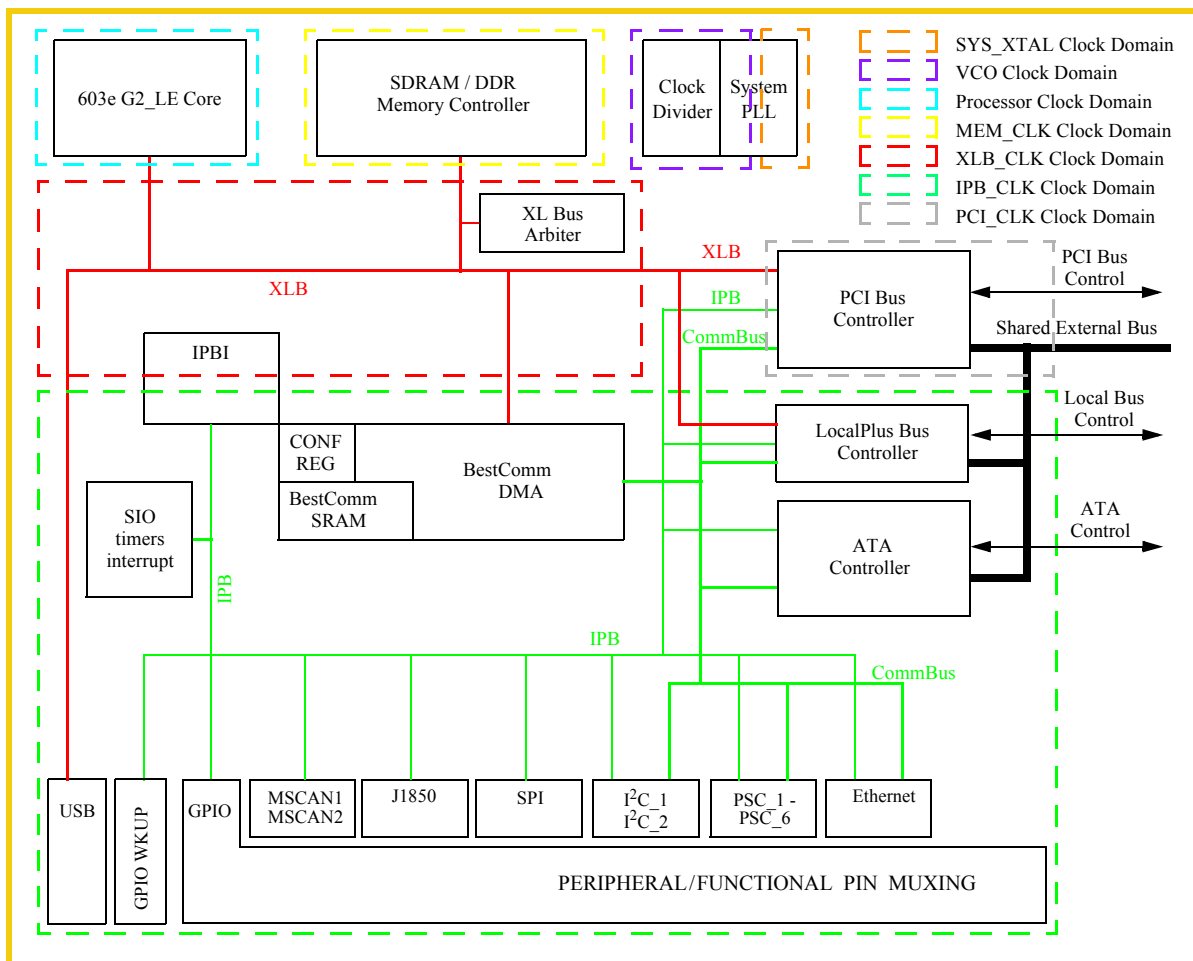 603e G2_LE Core
SDRAM / DDR
Memory Controller
Clock
Divider
System
PLL
SYS_XTAL Clock Domain
VCO Clock Domain
Processor Clock Domain
MEM_CLK Clock Domain
XLB_CLK Clock Domain
IPB_CLK Clock Domain
PCI_CLK Clock Domain
XL Bus
Arbiter
XLB
XLB
IPB
CommBus
PCI Bus
Controller
PCI Bus
Control
Shared External Bus
IPBI
CONF
REG
BestComm
DMA
BestComm
SRAM
LocalPlus Bus
Controller
Local Bus
Control
SIO
timers
interrupt
ATA
Controller
ATA
Control
IPB
IPB
CommBus
USB
GPIO WKUP
GPIO
MSCAN1
MSCAN2
J1850
SPI
I²C_1
I²C_2
PSC_1 -
PSC_6
Ethernet
PERIPHERAL/FUNCTIONAL PIN MUXING